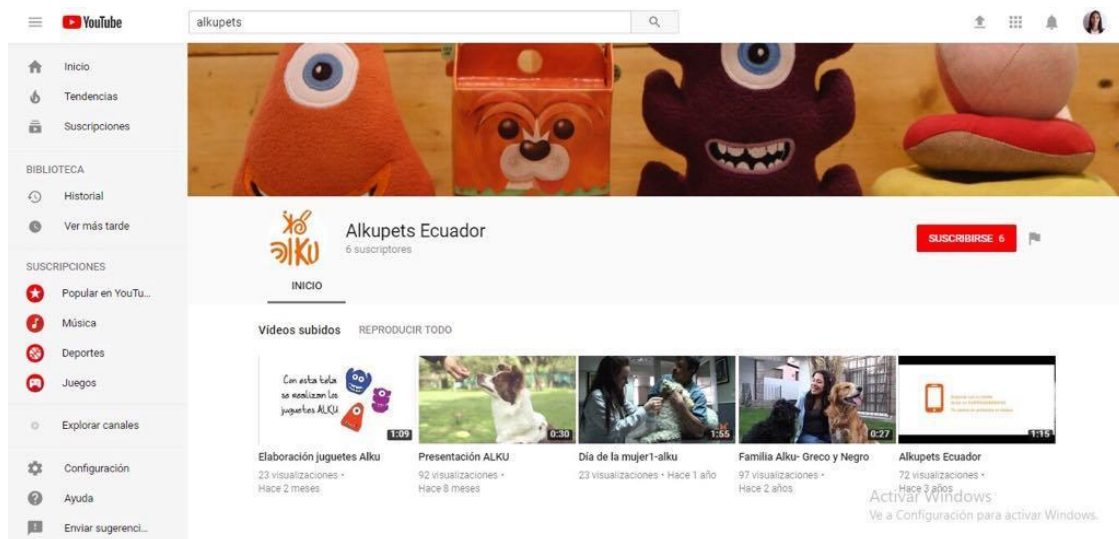 YouTube
alkupets
Inicio
Tendencias
Suscripciones
BIBLIOTECA
Historial
Ver más tarde
SUSCRIPCIONES
Popular en YouTu...
Música
Deportes
Juegos
Explorar canales
Configuración
Ayuda
Enviar sugerenci...
alku
Alkupets Ecuador
6 suscriptores
SUSCRIBIRSE 6
INICIO
Vídeos subidos REPRODUCIR TODO
Con esta tela
se realizan los
juguetes ALKU
1:09
0:30
1:55
0:27
1:15
Elaboración juguetes Alku
23 visualizaciones •
Hace 2 meses
Presentación ALKU
92 visualizaciones •
Hace 8 meses
Día de la mujer1-alku
23 visualizaciones • Hace 1 año
Familia Alku- Greco y Negro
97 visualizaciones •
Hace 2 años
Alkupets Ecuador
72 visualizaciones •
Hace 3 años
Activar Windows
Ve a Configuración para activar Windows.